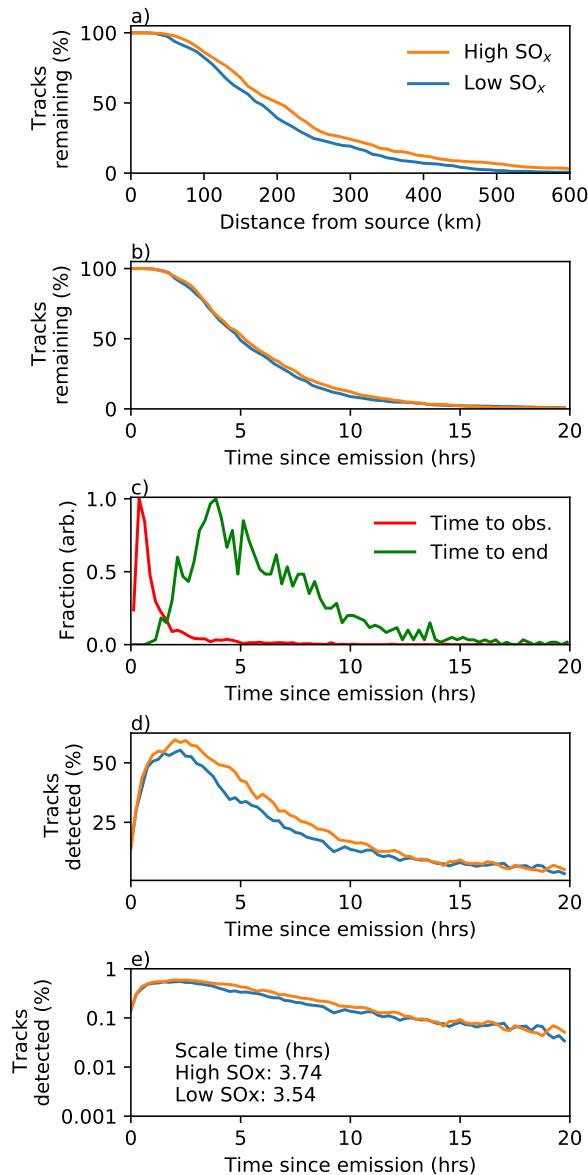 a)
100
50
0
Tracks
remaining (%)
High SOₓ
Low SOₓ
0 100 200 300 400 500 600
Distance from source (km)
b)
100
50
0
Tracks
remaining (%)
0 5 10 15 20
Time since emission (hrs)
c)
1.0
0.5
0.0
Fraction (arb.)
Time to obs.
Time to end
0 5 10 15 20
Time since emission (hrs)
d)
50
25
Tracks
detected (%)
0 5 10 15 20
Time since emission (hrs)
e)
1
0.1
0.01
0.001
Tracks
detected (%)
Scale time (hrs)
High SOx: 3.74
Low SOx: 3.54
0 5 10 15 20
Time since emission (hrs)